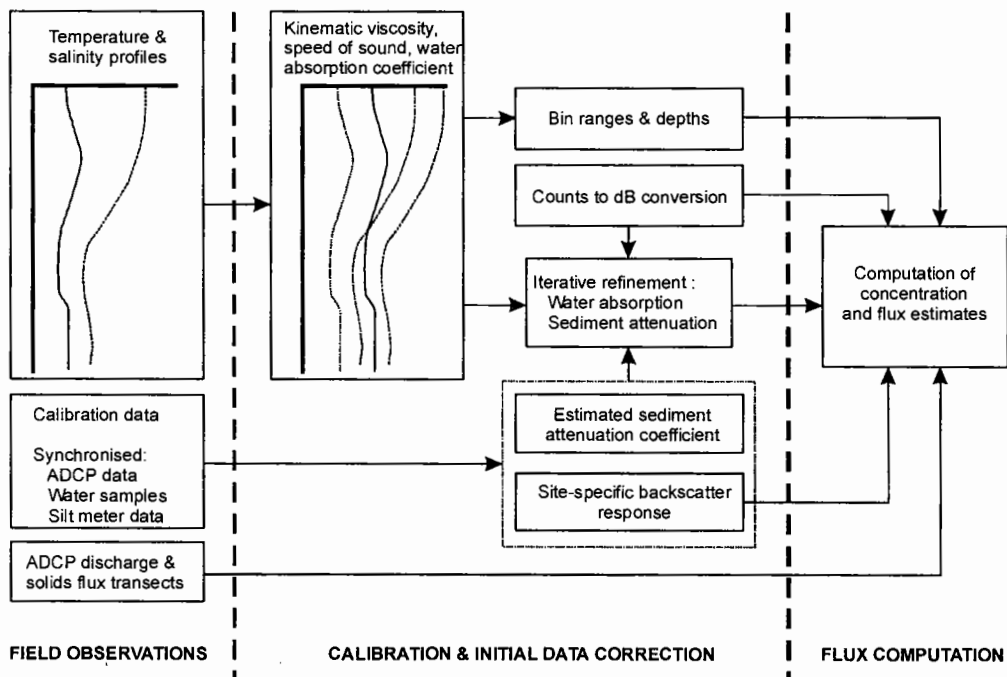 Temperature &
salinity profiles
Kinematic viscosity,
speed of sound, water
absorption coefficient
Bin ranges & depths
Counts to dB conversion
Iterative refinement :
Water absorption
Sediment attenuation
Computation of
concentration
and flux estimates
Calibration data
Synchronised:
ADCP data
Water samples
Silt meter data
Estimated sediment
attenuation coefficient
Site-specific backscatter
response
ADCP discharge &
solids flux transects
FIELD OBSERVATIONS
CALIBRATION & INITIAL DATA CORRECTION
FLUX COMPUTATION